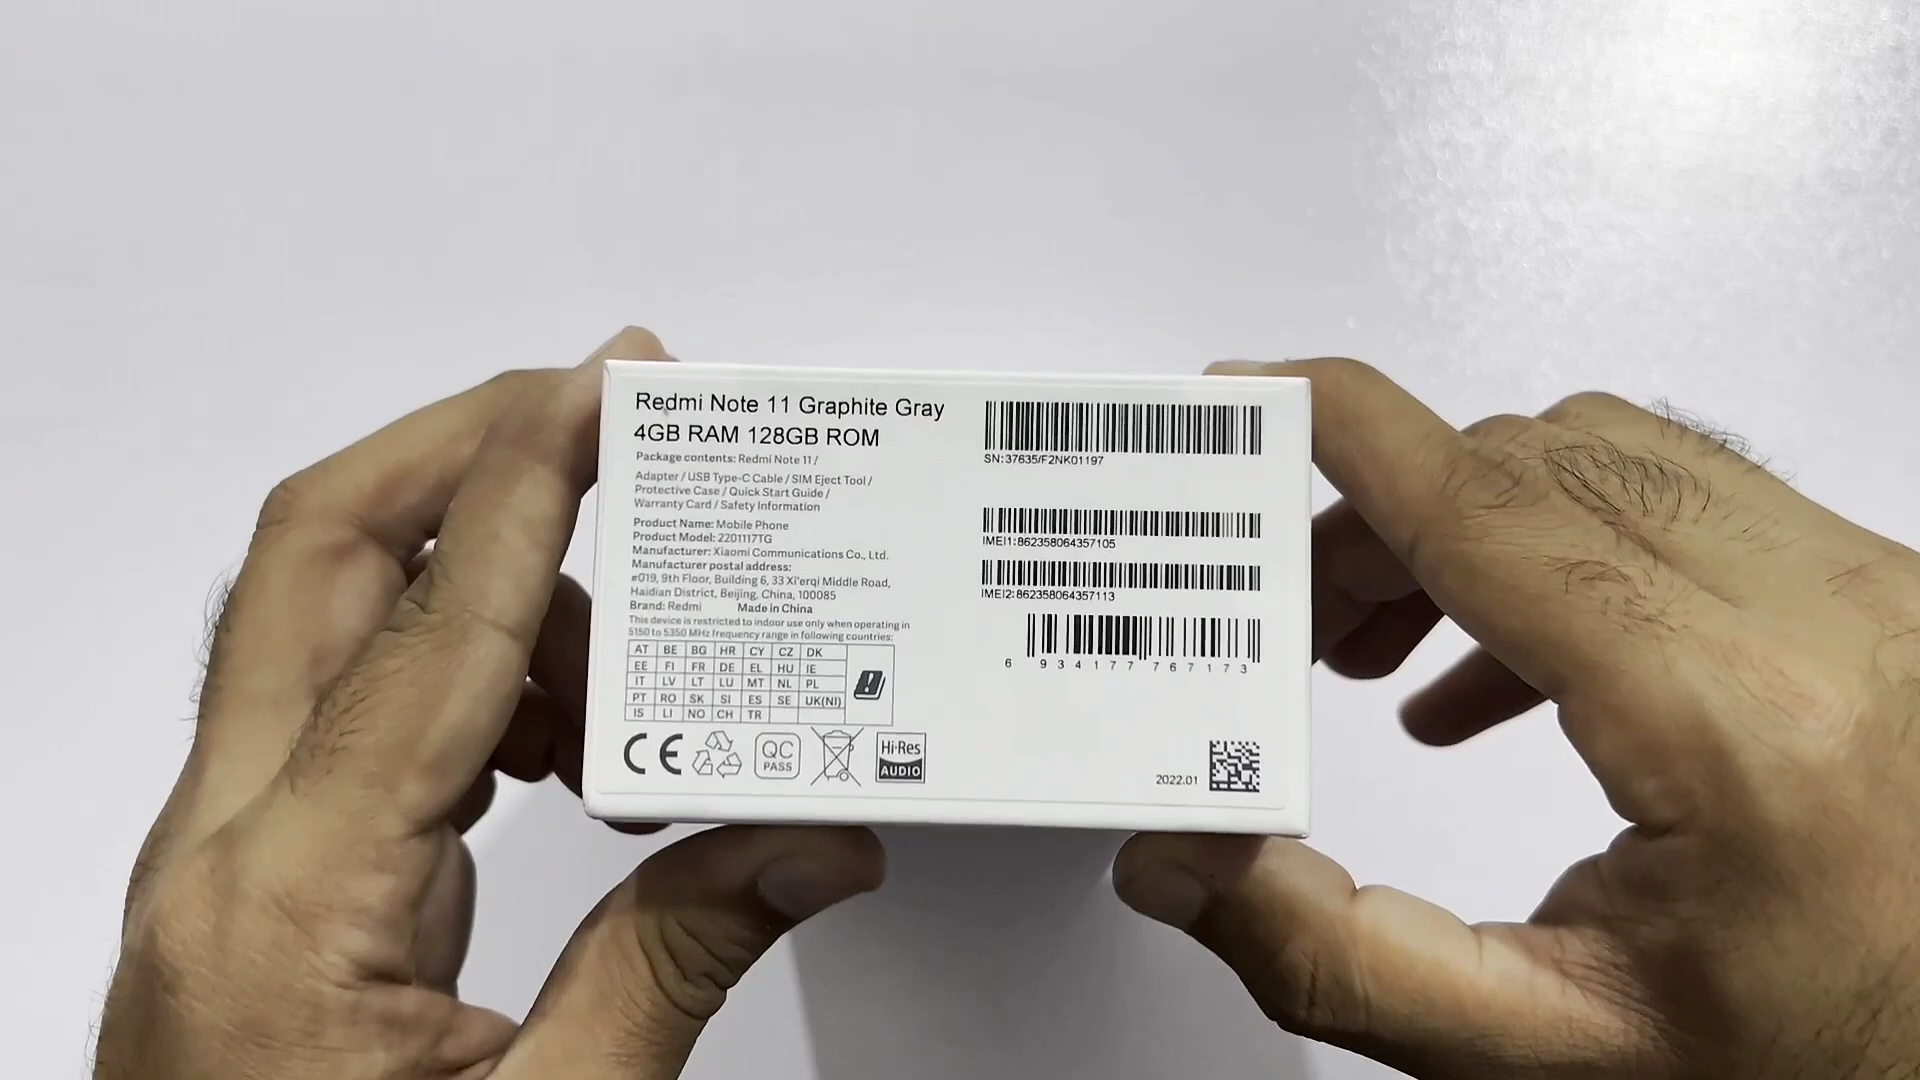 Redmi Note 11 Graphite Gray
4GB RAM 128GB ROM
Package contents: Redmi Note 11 /
Adapter / USB Type-C Cable / SIM Eject Tool /
Protective Case / Quick Start Guide /
Warranty Card / Safety Information
Product Name: Mobile Phone
Product Model: 2201117TG
Manufacturer: Xiaomi Communications Co., Ltd.
Manufacturer postal address:
#019, 9th Floor, Building 6, 33 Xi'erqi Middle Road,
Haidian District, Beijing, China, 100085
Brand: Redmi Made in China
This device is restricted to indoor use only when operating in
5150 to 5350 MHz frequency range in following countries:
AT BE BG HR CY CZ DK
EE FI FR DE EL HU IE
IT LV LT LU MT NL PL
PT RO SK SI ES SE UK(NI)
IS LI NO CH TR
CE
QC
PASS
Hi-Res
AUDIO
SN:37635/F2NK01197
IMEI1:862358064357105
IMEI2:862358064357113
6 934177 767173
2022.01